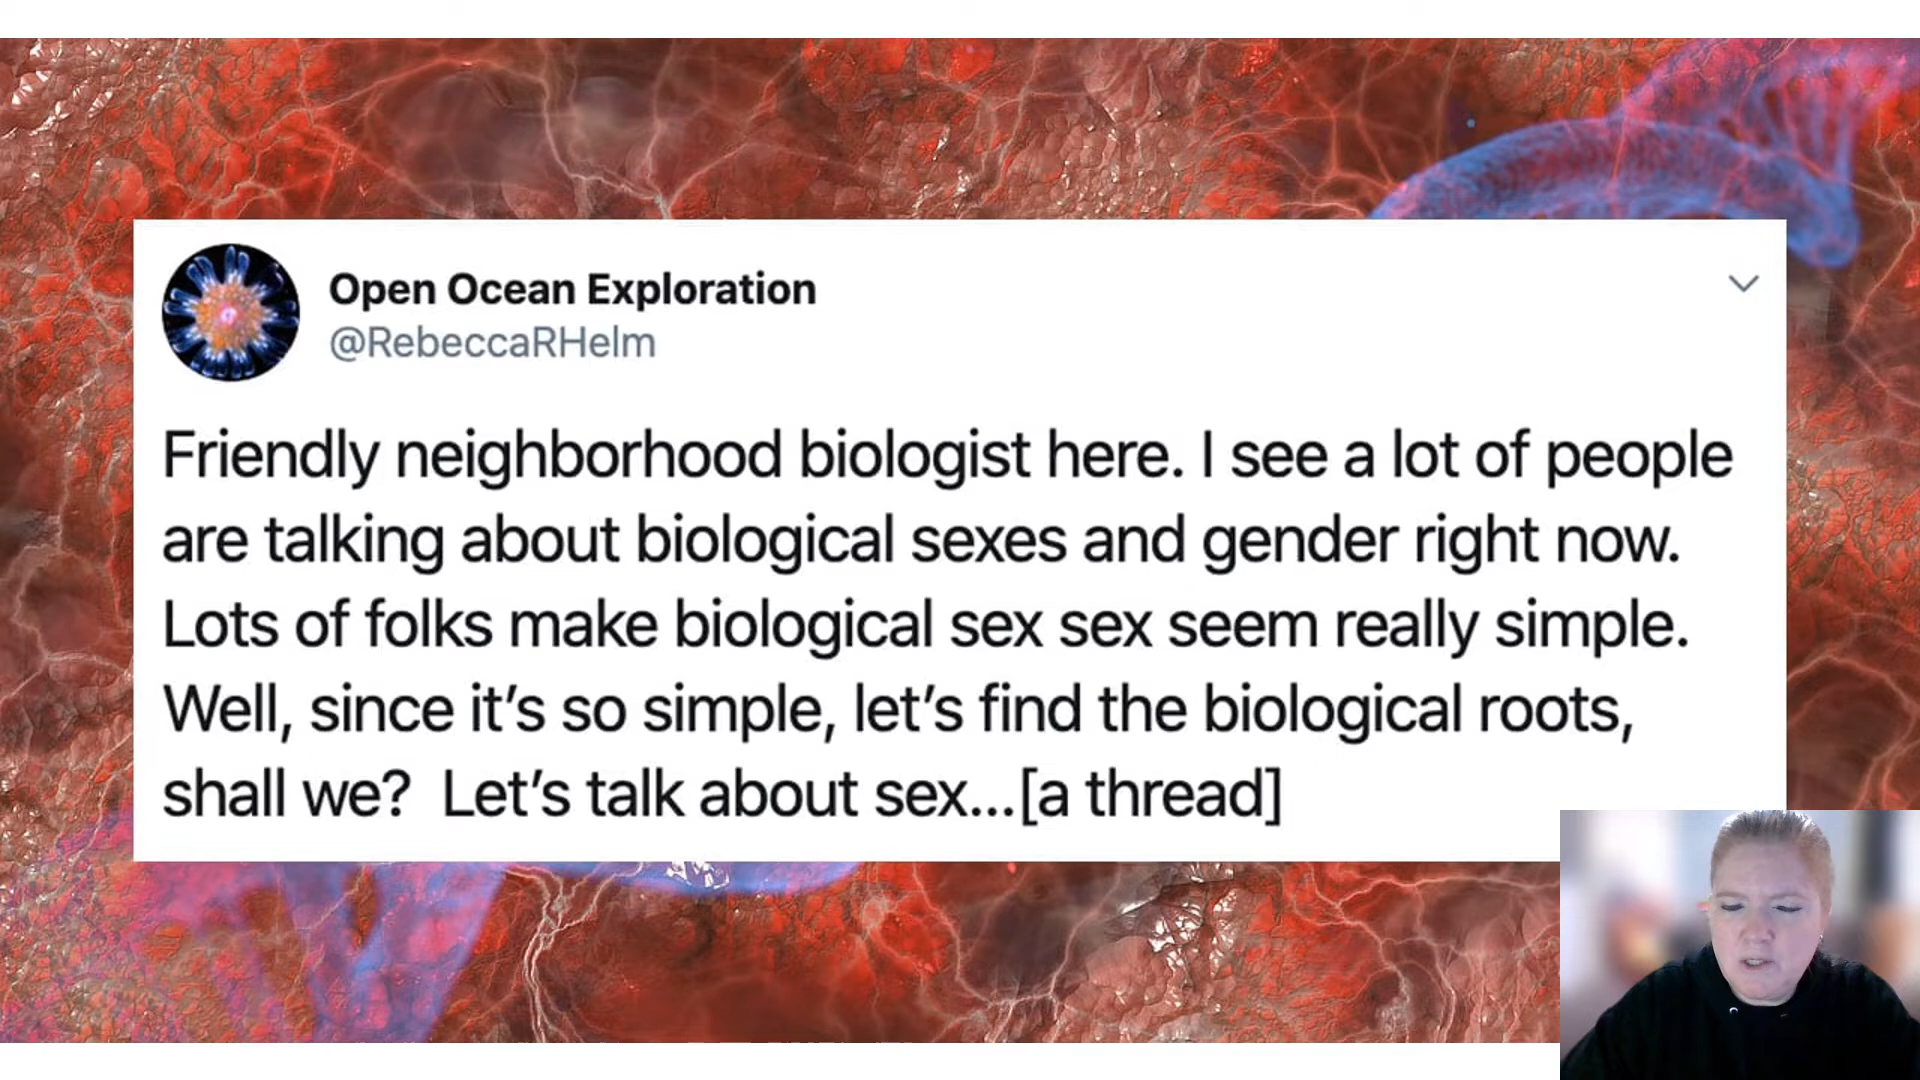 Open Ocean Exploration
@RebeccaRHelm
Friendly neighborhood biologist here. I see a lot of people
are talking about biological sexes and gender right now.
Lots of folks make biological sex sex seem really simple.
Well, since it’s so simple, let’s find the biological roots,
shall we?  Let’s talk about sex...[a thread]